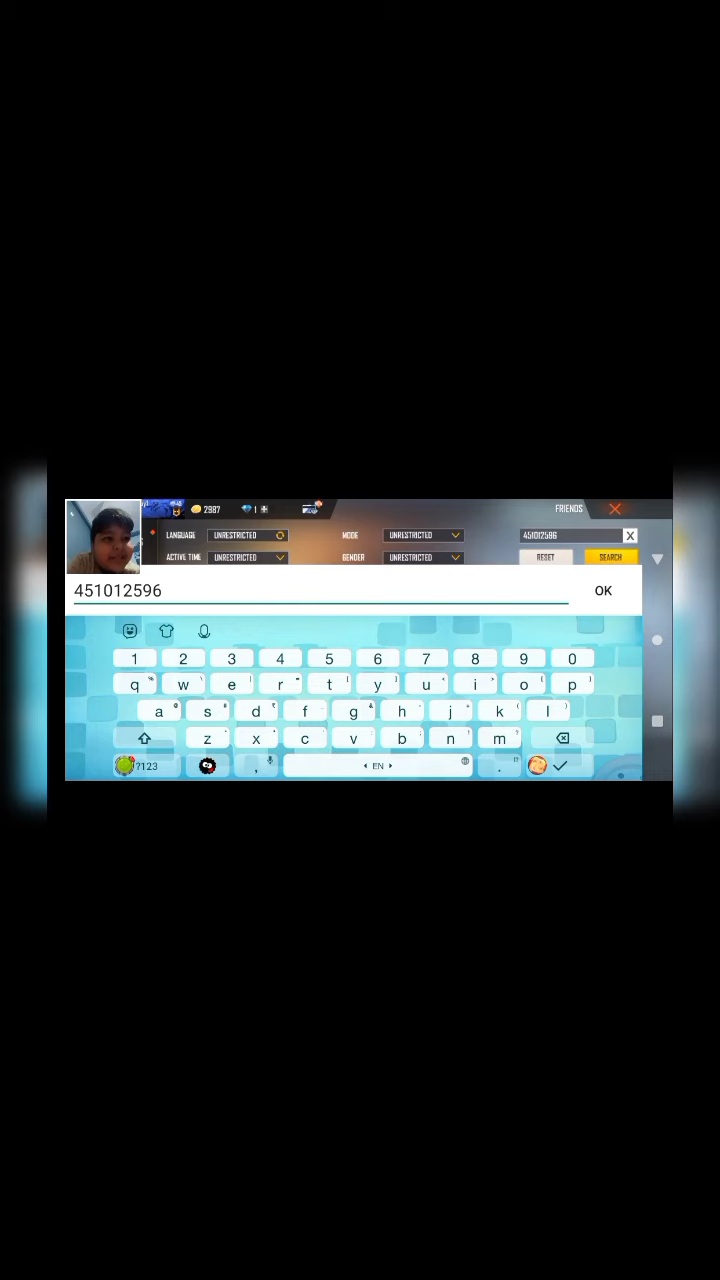 2987 1
FRIENDS
LANGUAGE UNRESTRICTED MODE UNRESTRICTED 451012596 X
ACTIVE TIME UNRESTRICTED GENDER UNRESTRICTED RESET SEARCH
451012596 OK
1 2 3 4 5 6 7 8 9 0
q w e r t y u i o p
a s d f g h j k l
z x c v b n m
?123 , EN . !?